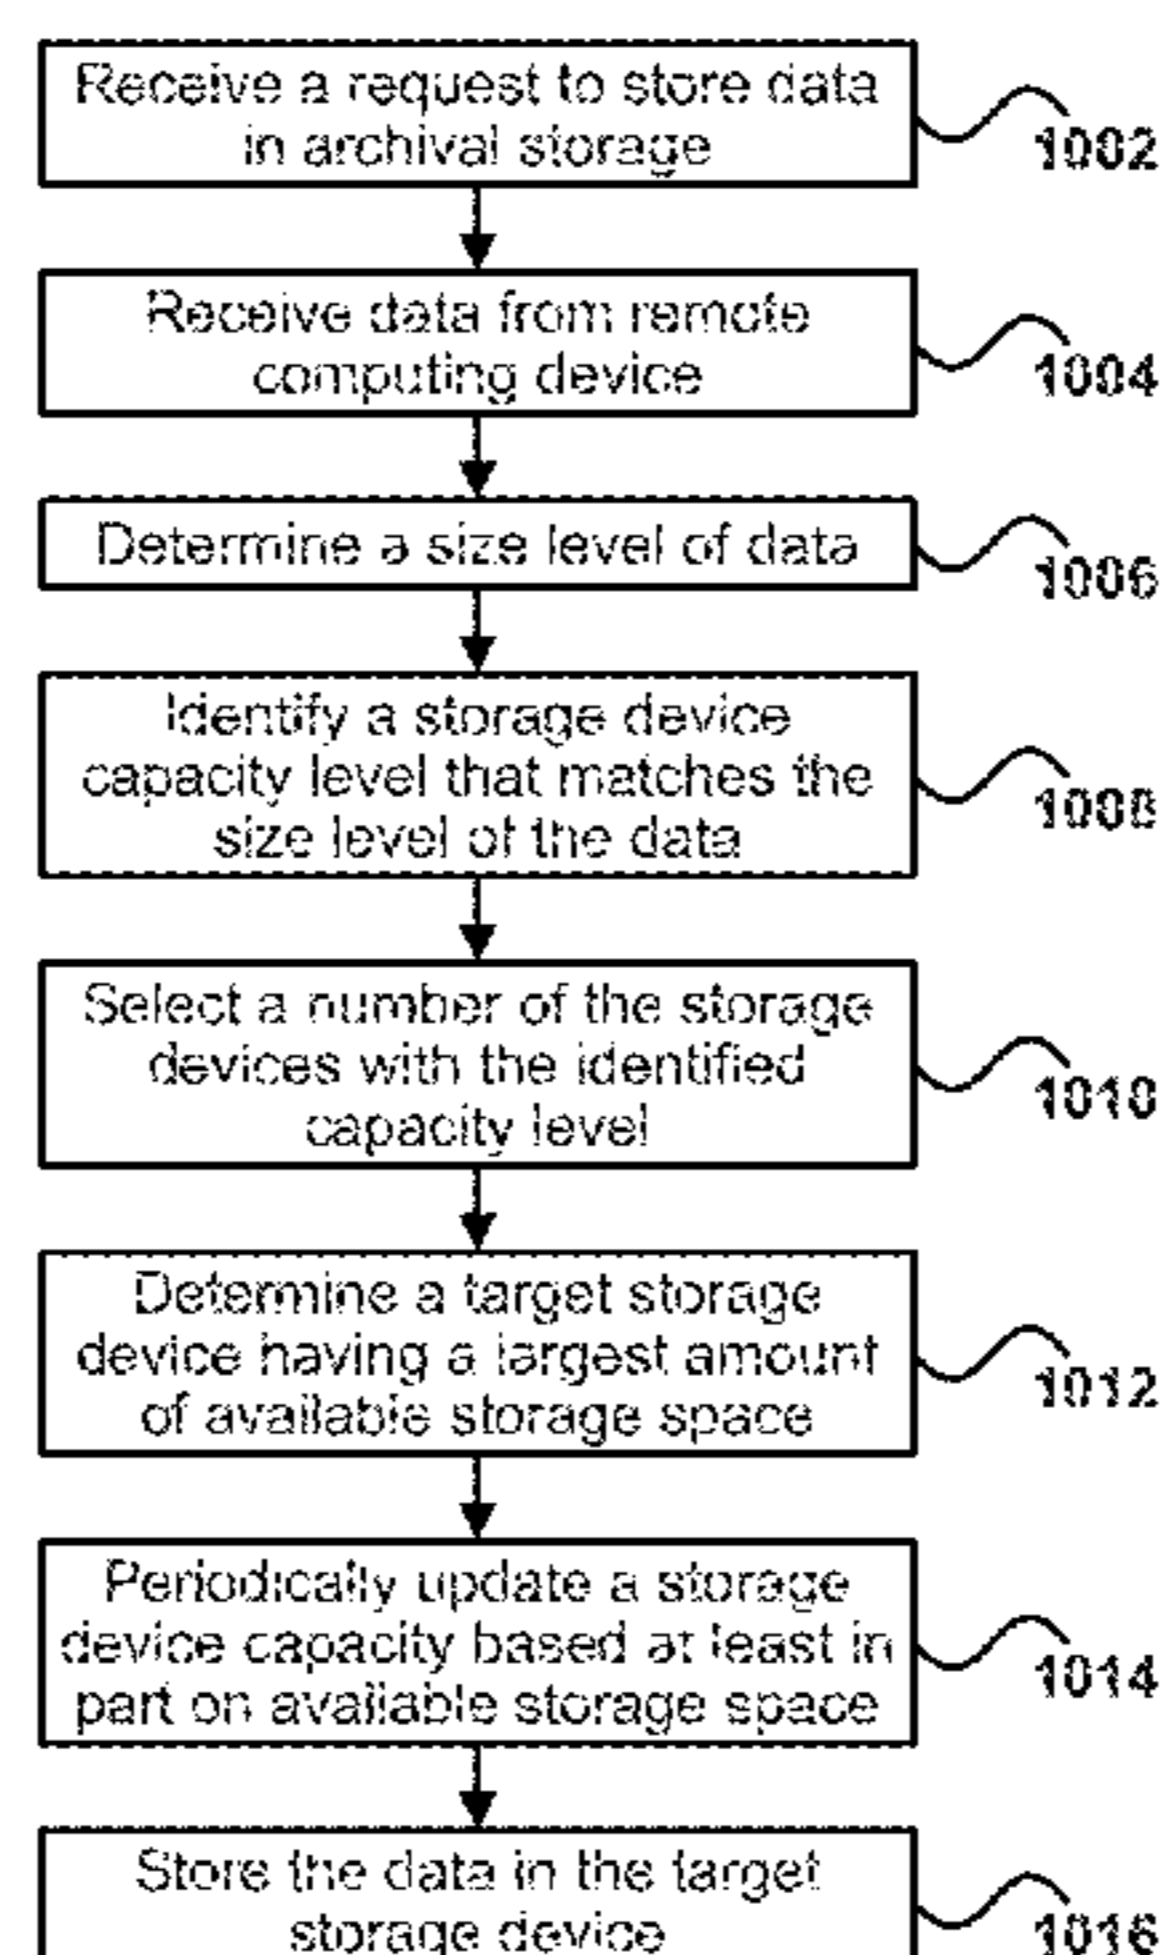 Receive a request to store data
in archival storage
1002
Receive data from remote
computing device
1004
Determine a size level of data
1006
Identify a storage device
capacity level that matches the
size level of the data
1008
Select a number of the storage
devices with the identified
capacity level
1010
Determine a target storage
device having a largest amount
of available storage space
1012
Periodically update a storage
device capacity based at least in
part on available storage space
1014
Store the data in the target
storage device
1016